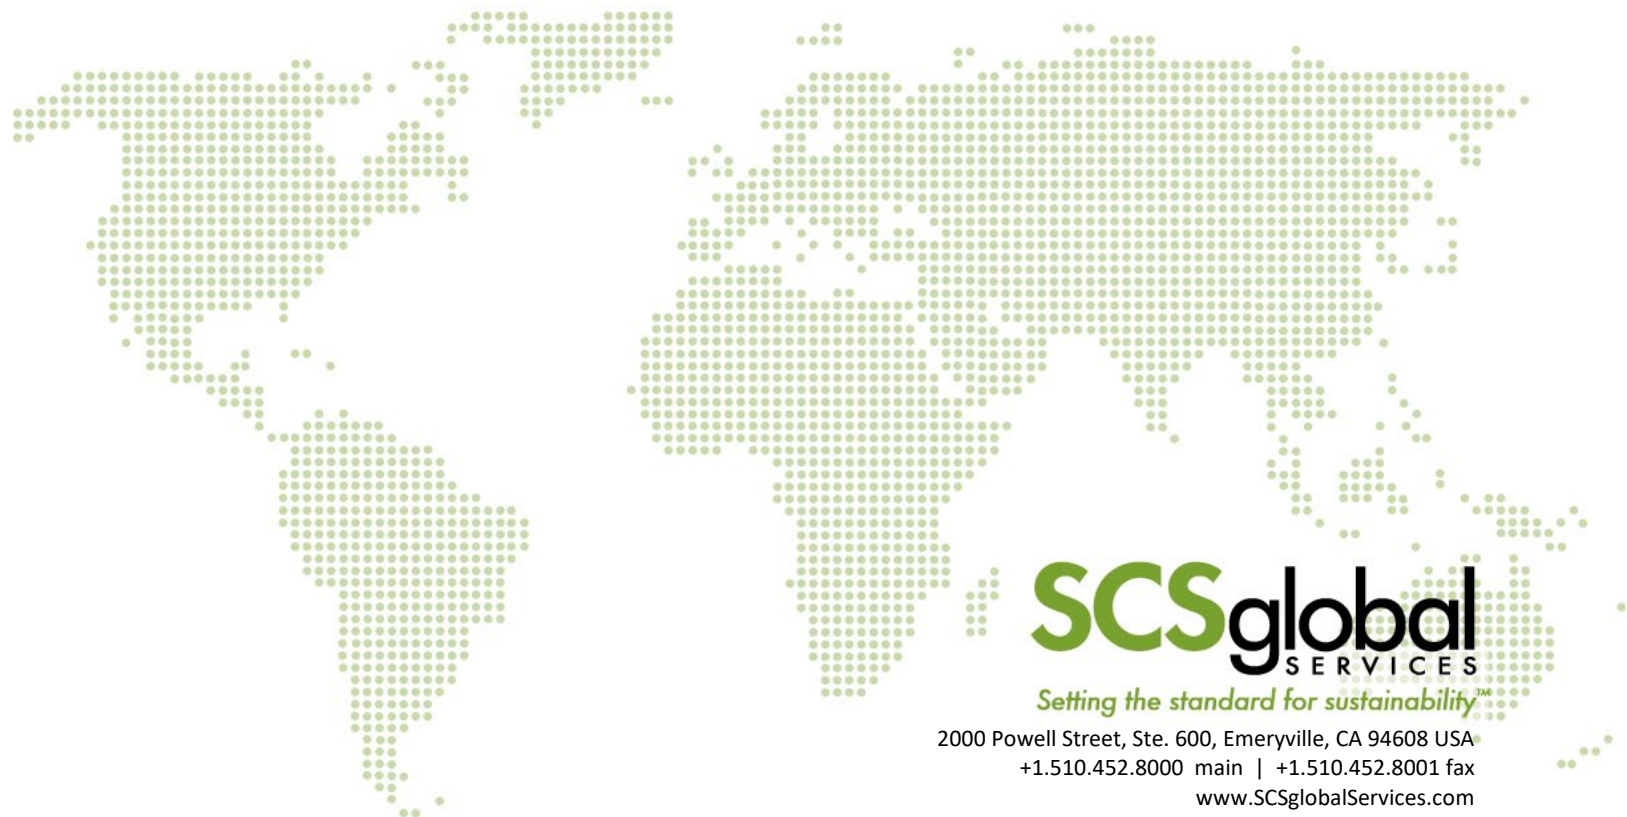 SCSglobal
SERVICES
Setting the standard for sustainability™
2000 Powell Street, Ste. 600, Emeryville, CA 94608 USA
+1.510.452.8000 main | +1.510.452.8001 fax
www.SCSglobalServices.com